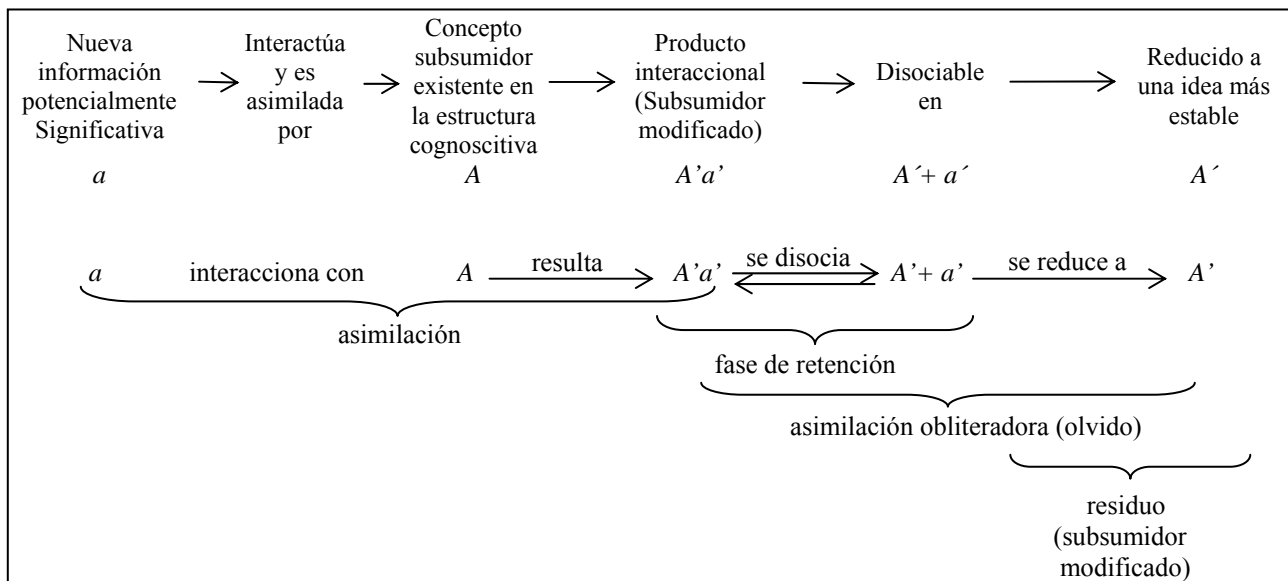 Nueva
información
potencialmente
Significativa
Interactúa
y es
asimilada
por
Concepto
subsumidor
existente en
la estructura
cognoscitiva
Producto
interaccional
(Subsumidor
modificado)
Disociable
en
Reducido a
una idea más
estable
a
A
A’a’
A´+ a´
A´
a interacciona con A resulta A’a’ se disocia A’+ a’ se reduce a A’
asimilación
fase de retención
asimilación obliteradora (olvido)
residuo
(subsumidor
modificado)